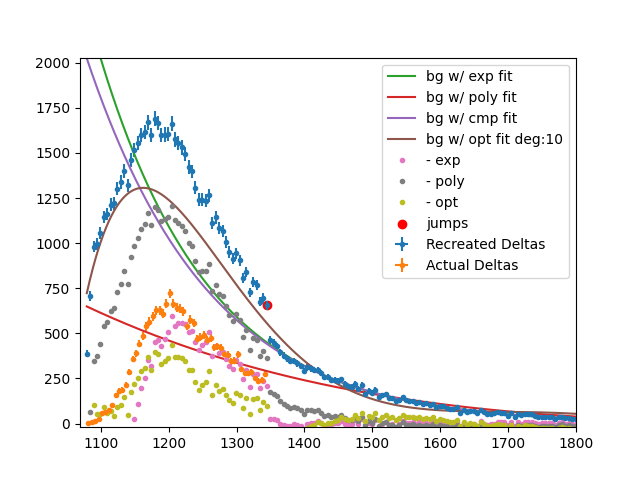 2000
1750
1500
1250
1000
750
500
250
0
1100 1200 1300 1400 1500 1600 1700 1800
bg w/ exp fit
bg w/ poly fit
bg w/ cmp fit
bg w/ opt fit deg:10
- exp
- poly
- opt
jumps
Recreated Deltas
Actual Deltas